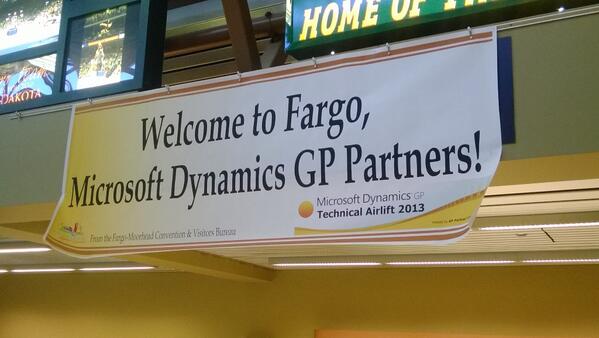 HOME OF
DAKOTA
Welcome to Fargo,
Microsoft Dynamics GP Partners!
Microsoft Dynamics GP
Technical Airlift 2013
From the Fargo-Moorhead Convention & Visitors Bureau